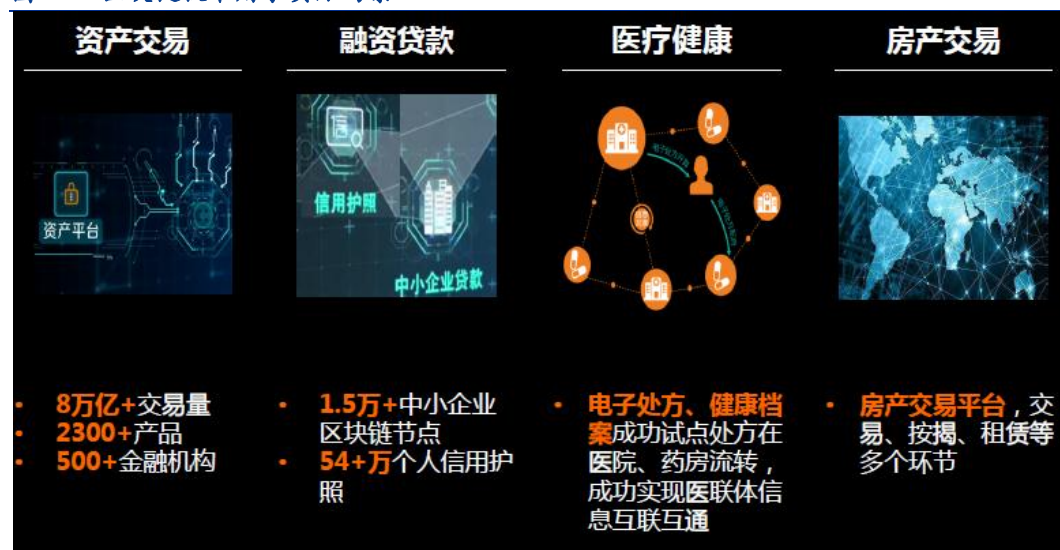 资产交易
融资贷款
医疗健康
房产交易
资产平台
信用护照
中小企业贷款
• 8万亿+交易量
• 2300+产品
• 500+金融机构
• 1.5万+中小企业
区块链节点
• 54+万个人信用护
照
• 电子处方、健康档
案成功试点处方在
医院、药房流转，
成功实现医联体信
息互联互通
• 房产交易平台，交
易、按揭、租赁等
多个环节